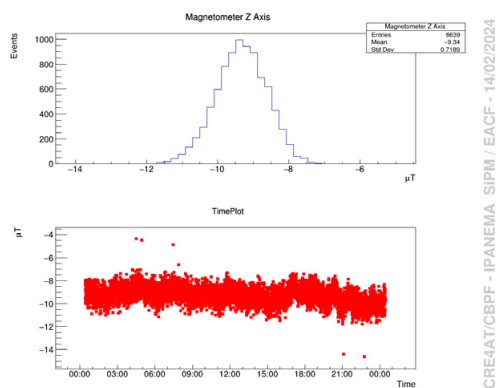 Magnetometer Z Axis
Magnetometer Z Axis
Entries 8639
Mean −9.34
Std Dev 0.7189
Events
1000
800
600
400
200
0
−14 −12 −10 −8 −6
μT
TimePlot
μT
−4
−6
−8
−10
−12
−14
00:00 03:00 06:00 09:00 12:00 15:00 18:00 21:00 00:00
Time
CRE4AT/CBPF - IPANEMA SiPM / EACF - 14/02/2024